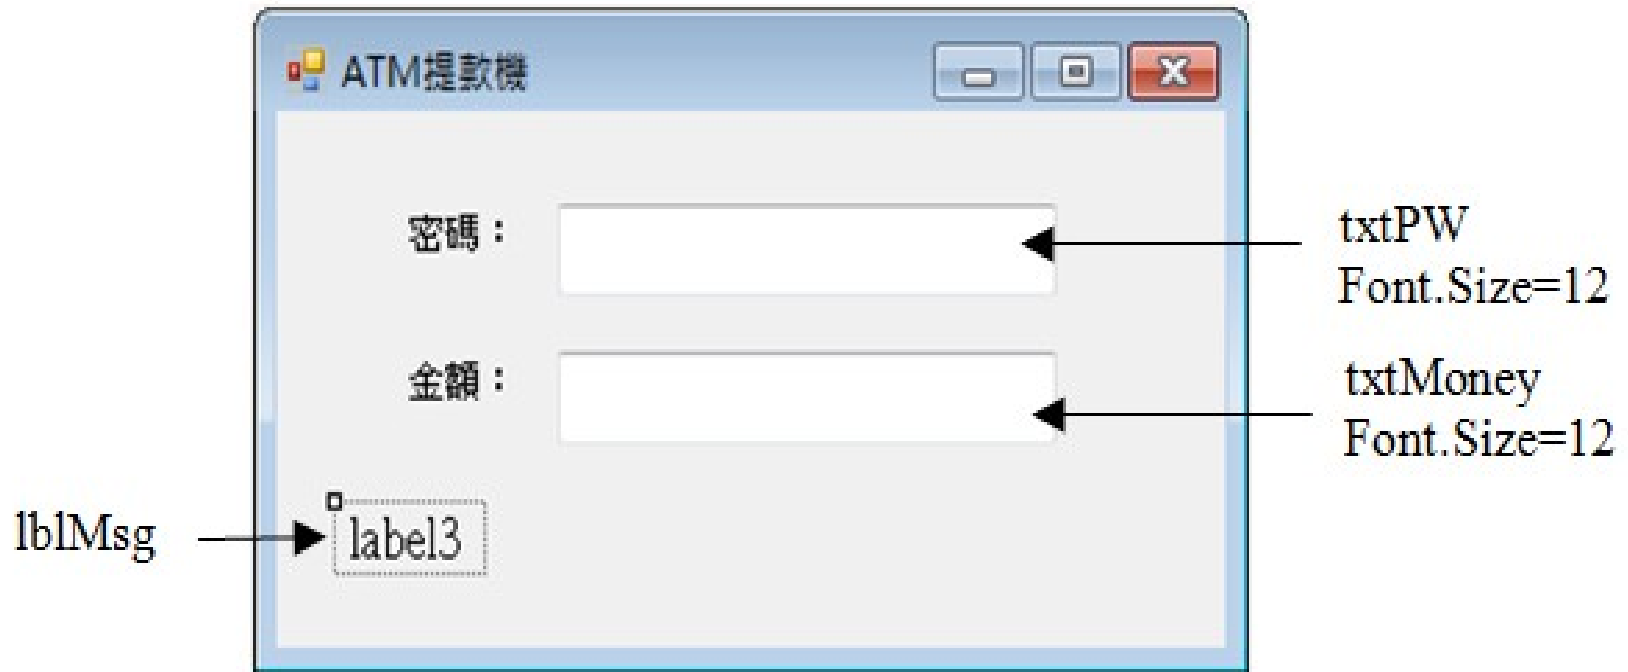 ATM提款機
密碼：
txtPW
Font.Size=12
金額：
txtMoney
Font.Size=12
lblMsg
label3